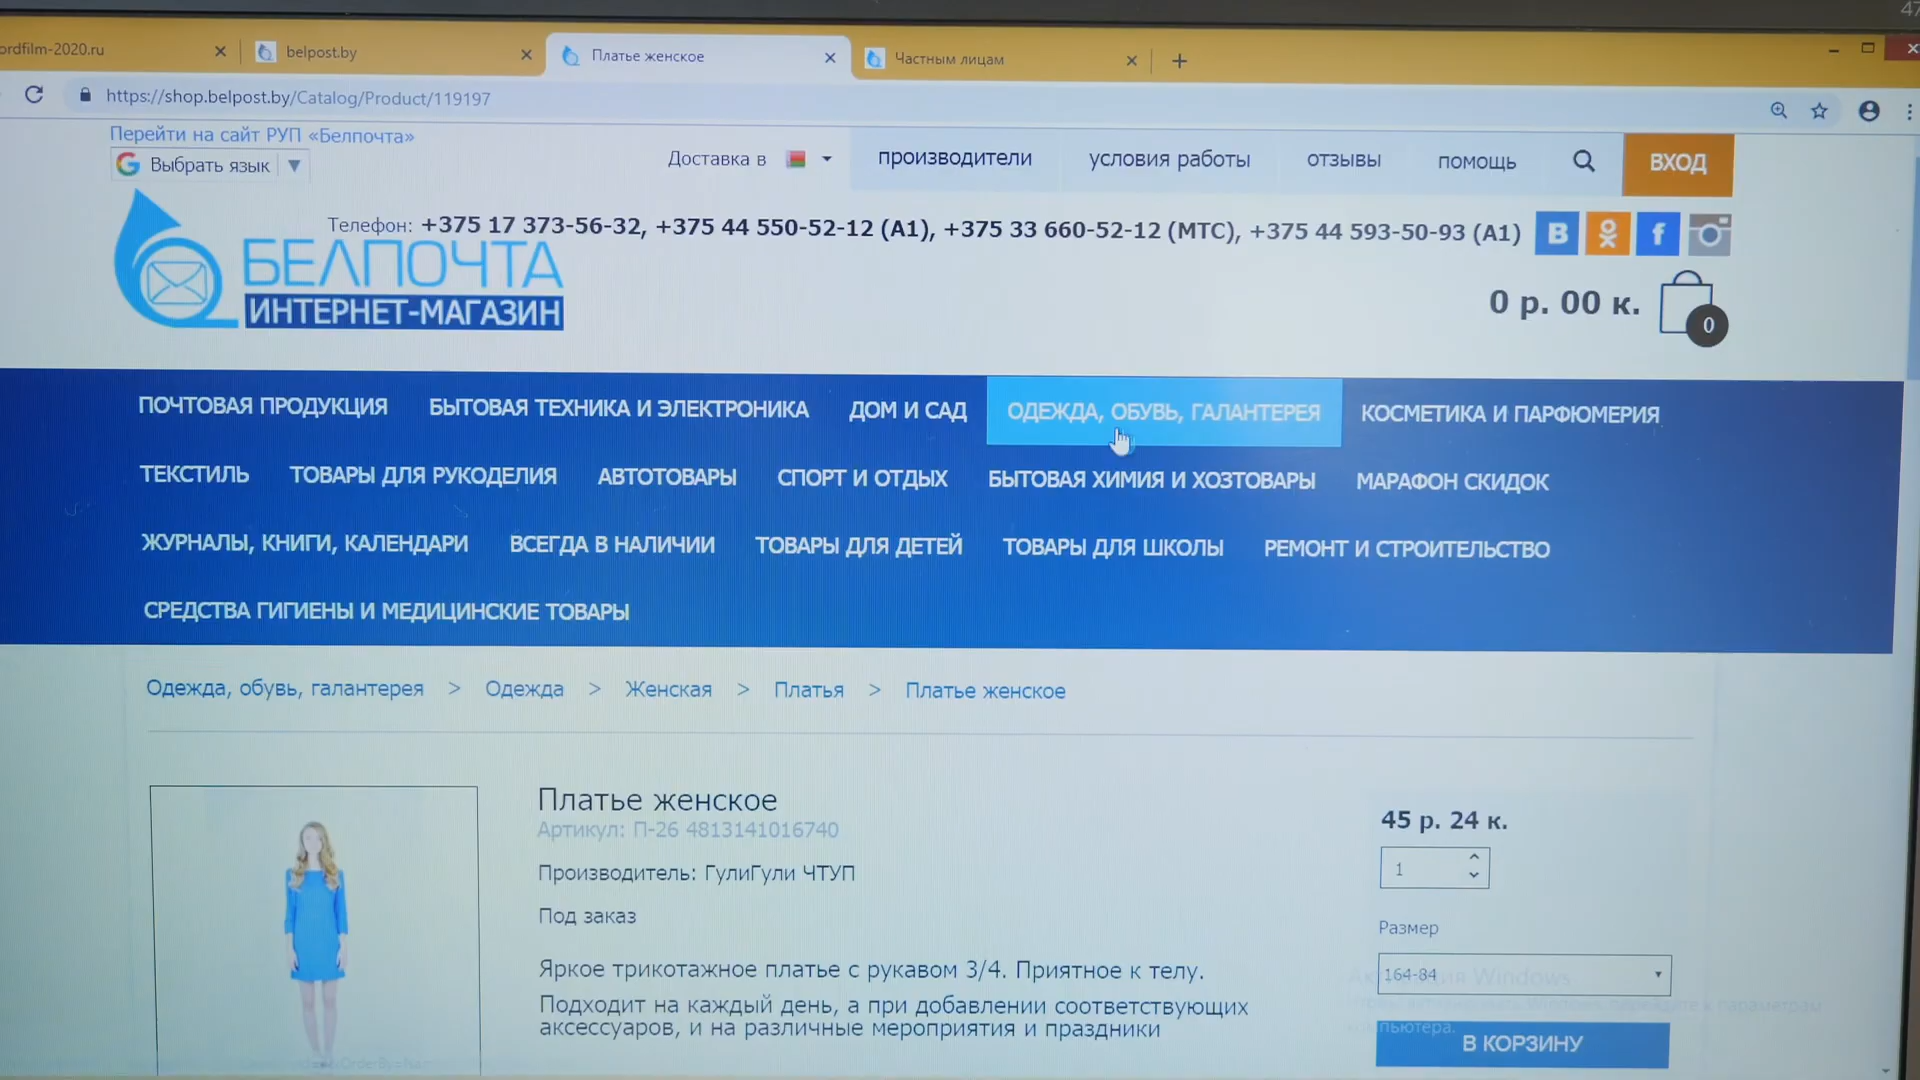 47
ordfilm-2020.ru
belpost.by
Платье женское
Частным лицам
https://shop.belpost.by/Catalog/Product/119197
Перейти на сайт РУП «Белпочта»
G Выбрать язык
Доставка в
производители
условия работы
отзывы
помощь
ВХОД
Телефон: +375 17 373-56-32, +375 44 550-52-12 (А1), +375 33 660-52-12 (МТС), +375 44 593-50-93 (А1)
БЕЛПОЧТА
ИНТЕРНЕТ-МАГАЗИН
0 р. 00 к.
0
ПОЧТОВАЯ ПРОДУКЦИЯ БЫТОВАЯ ТЕХНИКА И ЭЛЕКТРОНИКА ДОМ И САД ОДЕЖДА, ОБУВЬ, ГАЛАНТЕРЕЯ КОСМЕТИКА И ПАРФЮМЕРИЯ
ТЕКСТИЛЬ ТОВАРЫ ДЛЯ РУКОДЕЛИЯ АВТОТОВАРЫ СПОРТ И ОТДЫХ БЫТОВАЯ ХИМИЯ И ХОЗТОВАРЫ МАРАФОН СКИДОК
ЖУРНАЛЫ, КНИГИ, КАЛЕНДАРИ ВСЕГДА В НАЛИЧИИ ТОВАРЫ ДЛЯ ДЕТЕЙ ТОВАРЫ ДЛЯ ШКОЛЫ РЕМОНТ И СТРОИТЕЛЬСТВО
СРЕДСТВА ГИГИЕНЫ И МЕДИЦИНСКИЕ ТОВАРЫ
Одежда, обувь, галантерея > Одежда > Женская > Платья > Платье женское
Платье женское
Артикул: П-26 4813141016740
Производитель: ГулиГули ЧТУП
Под заказ
Яркое трикотажное платье с рукавом 3/4. Приятное к телу.
Подходит на каждый день, а при добавлении соответствующих
аксессуаров, и на различные мероприятия и праздники
45 р. 24 к.
1
Размер
164-84
Windows
параметрам
компьютера.
В КОРЗИНУ